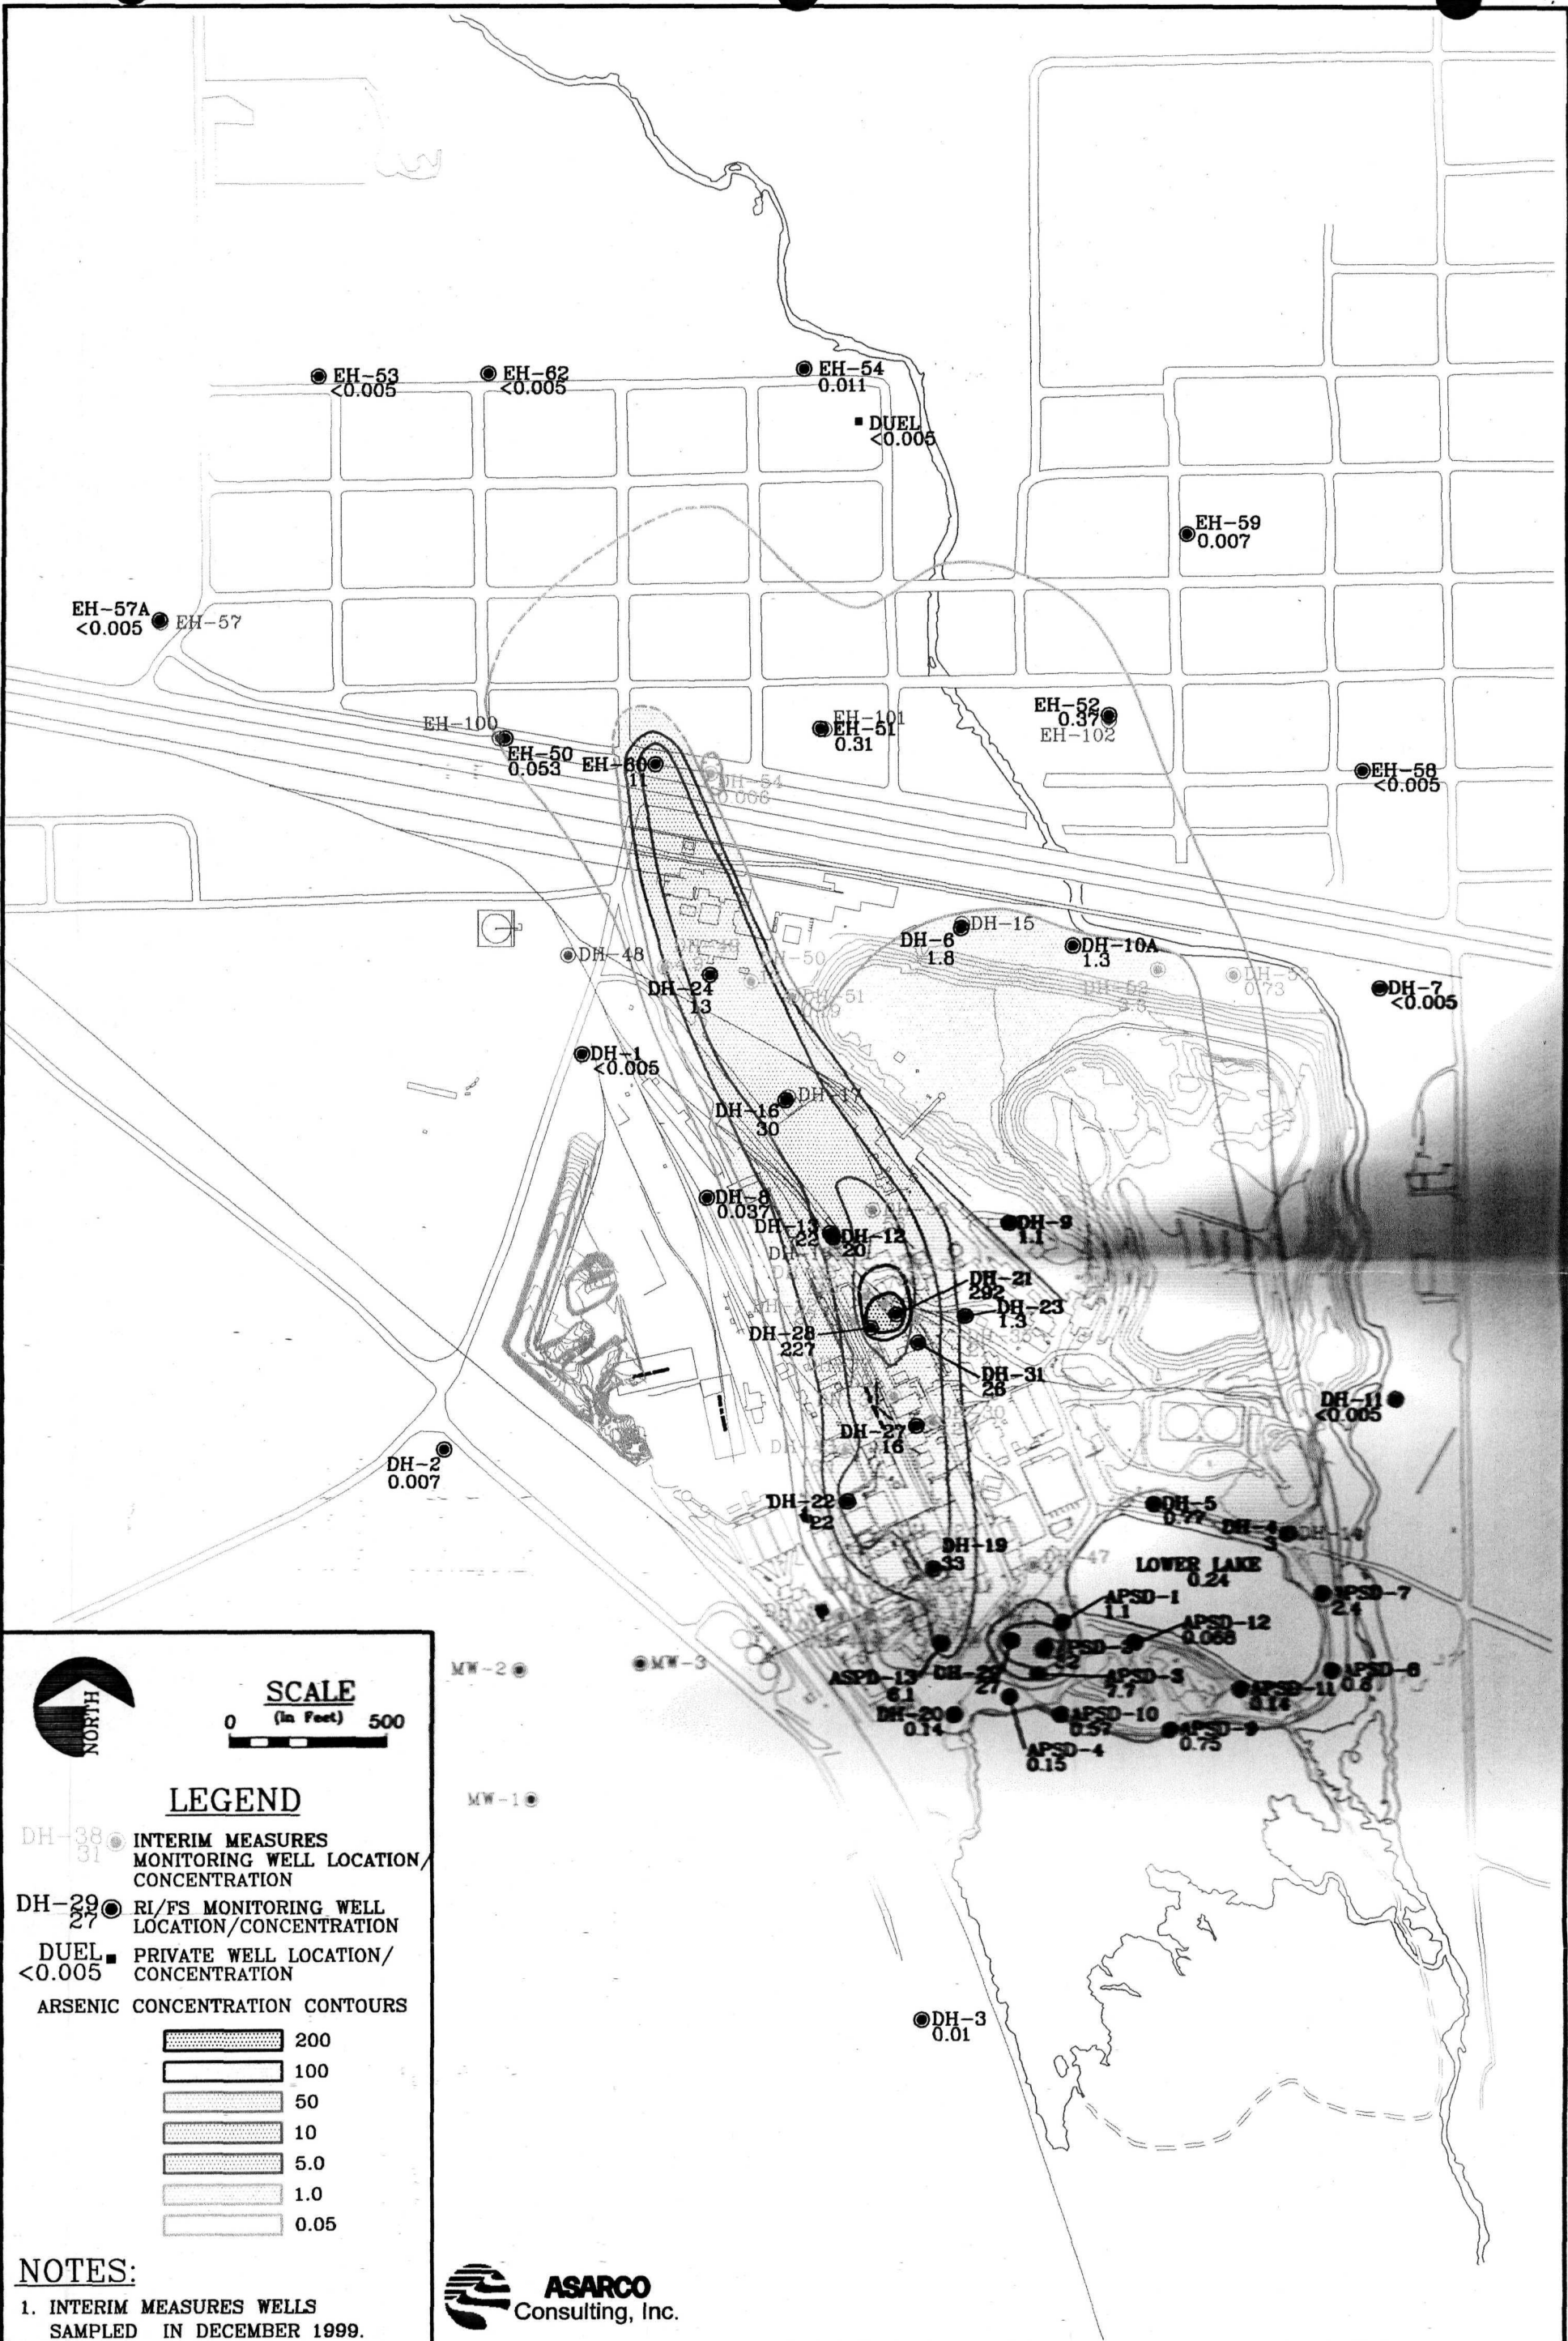 EH-53
<0.005
EH-62
<0.005
EH-54
0.011
DUEL
<0.005
EH-59
0.007
EH-57A
<0.005
EH-57
EH-100
EH-50
0.053
EH-60
11
EH-101
EH-51
0.31
EH-52
0.37
EH-102
EH-58
<0.005
DH-48
DH-24
13
DH-6
1.8
DH-15
DH-10A
1.3
DH-7
<0.005
0.73
DH-1
<0.005
DH-16
30
DH-17
DH-8
0.037
DH-13
22
DH-12
20
DH-9
1.1
DH-21
292
DH-23
1.3
DH-28
227
DH-31
26
DH-27
16
DH-11
<0.005
DH-2
0.007
DH-22
22
DH-19
33
DH-5
0.77
DH-4
3
DH-14
LOWER LAKE
0.24
APSD-7
2.4
APSD-1
1.1
APSD-12
0.068
MW-2
MW-3
ASPD-13
6.1
DH-29
27
APSD-3
7.7
APSD-8
0.6
APSD-11
0.14
DH-20
0.14
APSD-10
0.57
APSD-9
0.75
APSD-4
0.15
MW-1
DH-3
0.01
NORTH
SCALE
0 (In Feet) 500
LEGEND
DH-38
31
INTERIM MEASURES
MONITORING WELL LOCATION/
CONCENTRATION
DH-29
27
RI/FS MONITORING WELL
LOCATION/CONCENTRATION
DUEL
<0.005
PRIVATE WELL LOCATION/
CONCENTRATION
ARSENIC CONCENTRATION CONTOURS
200
100
50
10
5.0
1.0
0.05
NOTES:
1. INTERIM MEASURES WELLS
SAMPLED IN DECEMBER 1999.
ASARCO
Consulting, Inc.